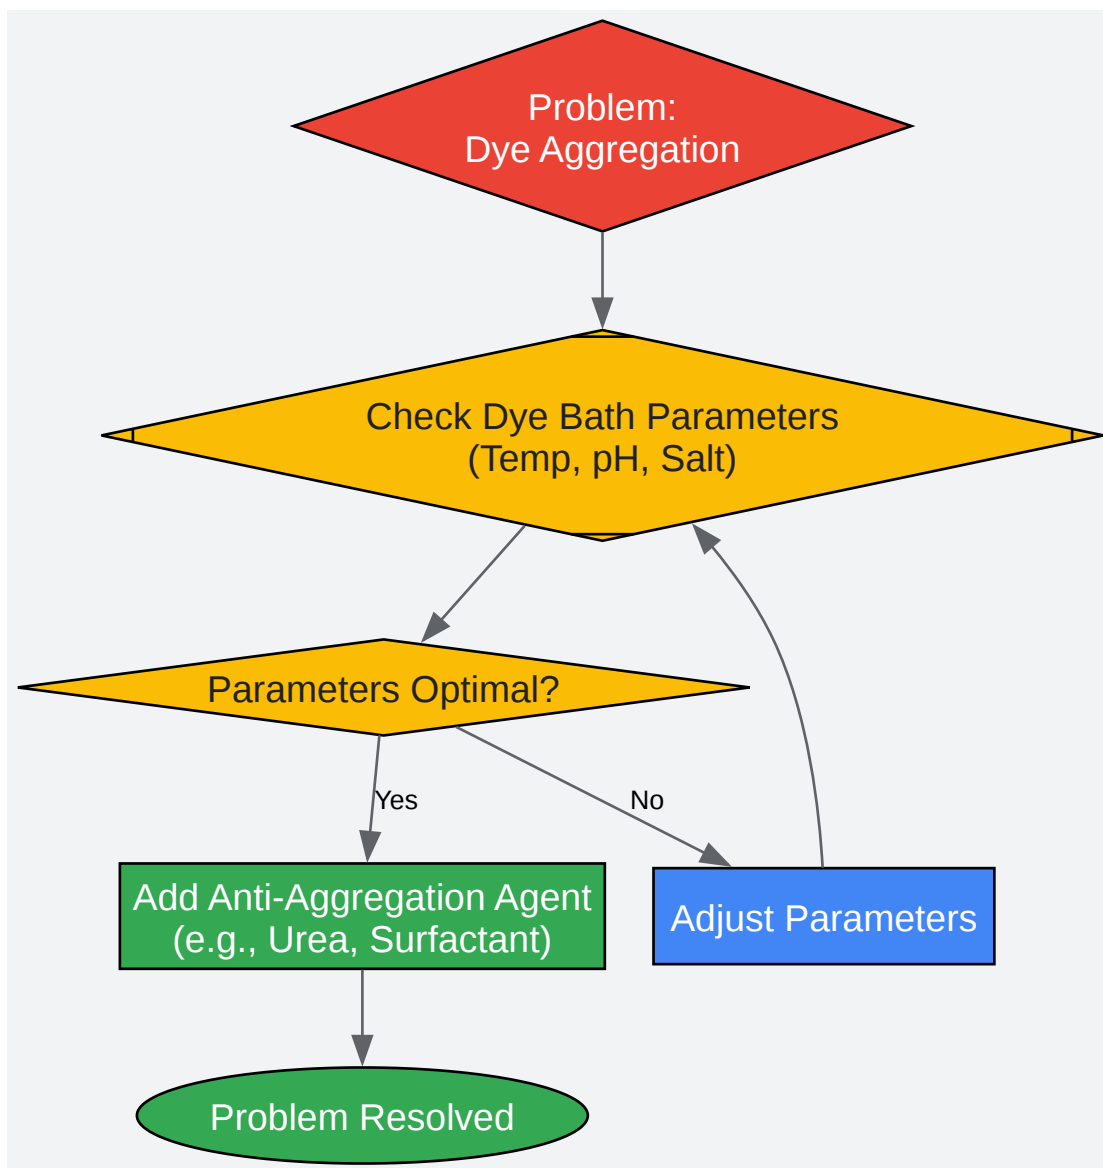 Problem:
Dye Aggregation
Check Dye Bath Parameters
(Temp, pH, Salt)
Parameters Optimal?
Yes
No
Add Anti-Aggregation Agent
(e.g., Urea, Surfactant)
Adjust Parameters
Problem Resolved